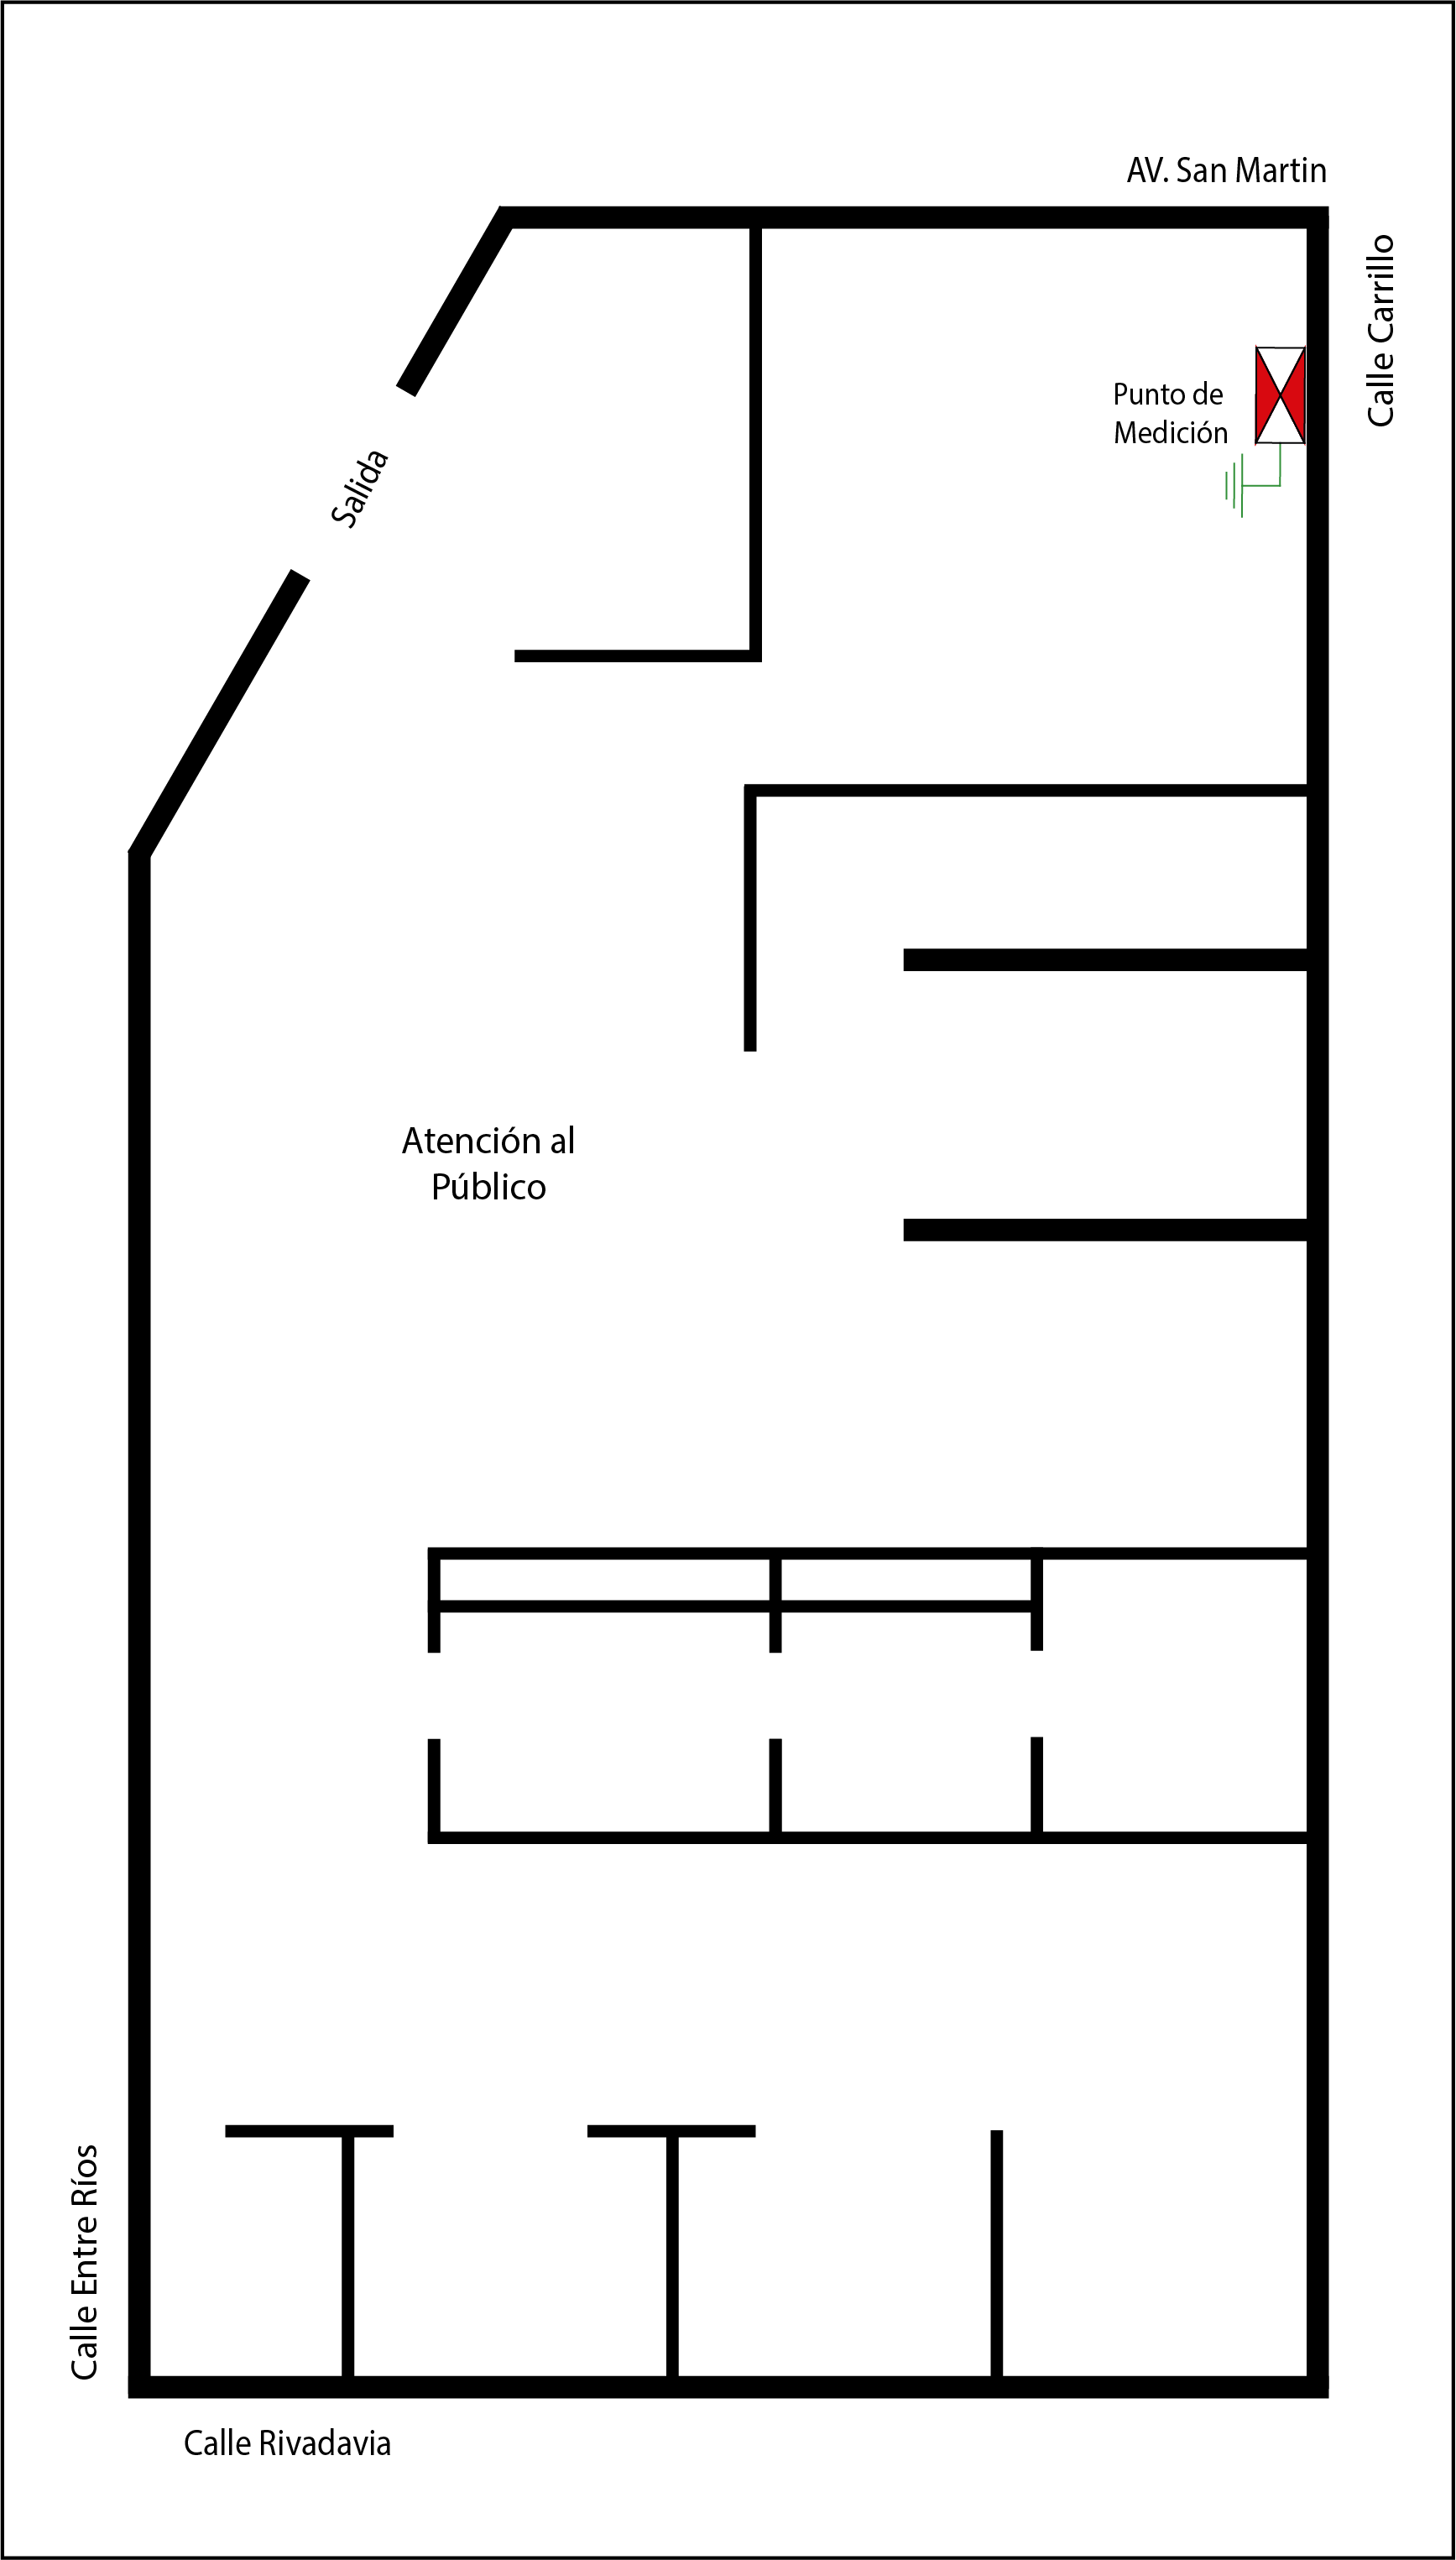 AV. San Martin
Calle Carrillo
Punto de
Medición
Salida
Atención al
Público
Calle Entre Ríos
Calle Rivadavia